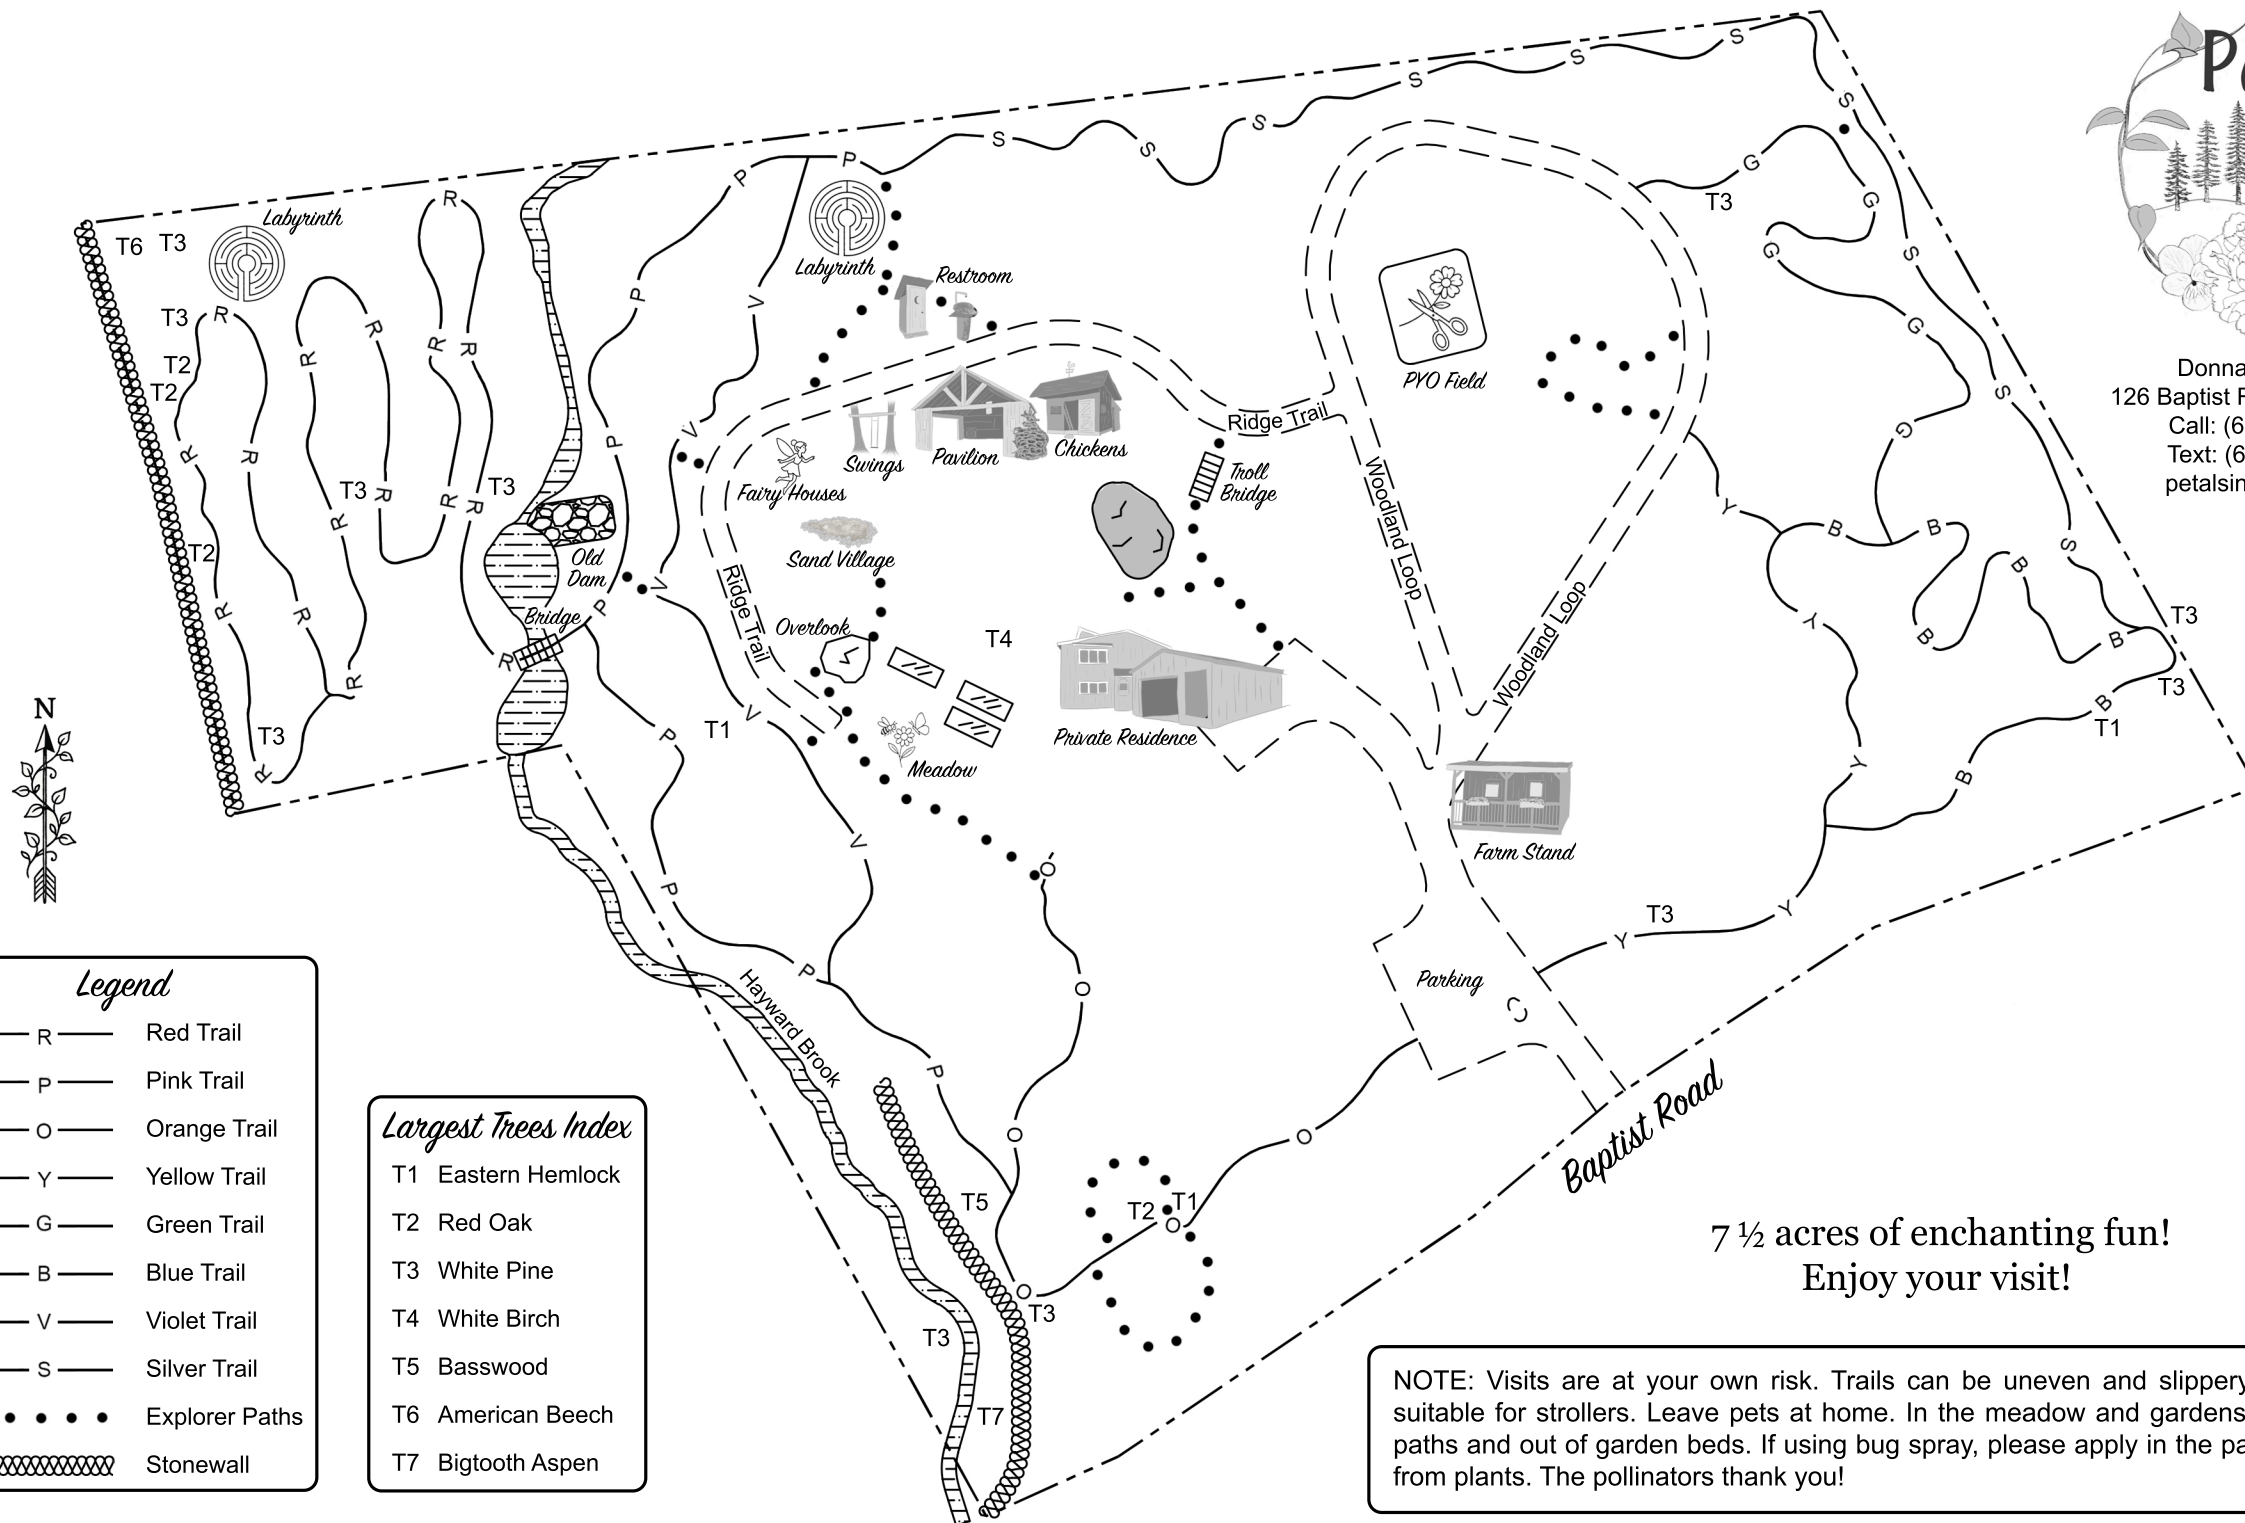 Labyrinth
T6 T3
T3
T2
T2
T2
T3
T3
T3
Labyrinth
Restroom
Swings
Pavilion
Chickens
Fairy Houses
Sand Village
Overlook
Meadow
Old
Dam
Bridge
T1
T4
Private Residence
Ridge Trail
Ridge Trail
Troll
Bridge
PYO Field
Woodland Loop
Woodland Loop
Farm Stand
Parking
T3
T3
T3
T1
T3
Hayward Brook
Baptist Road
T5
T2 T1
T3
T3
T7
N
Donna
126 Baptist
Call: (6
Text: (6
petalsin
Legend
R Red Trail
P Pink Trail
O Orange Trail
Y Yellow Trail
G Green Trail
B Blue Trail
V Violet Trail
S Silver Trail
Explorer Paths
Stonewall
Largest Trees Index
T1 Eastern Hemlock
T2 Red Oak
T3 White Pine
T4 White Birch
T5 Basswood
T6 American Beech
T7 Bigtooth Aspen
7 ½ acres of enchanting fun!
Enjoy your visit!
NOTE: Visits are at your own risk. Trails can be uneven and slippery
suitable for strollers. Leave pets at home. In the meadow and gardens
paths and out of garden beds. If using bug spray, please apply in the pa
from plants. The pollinators thank you!